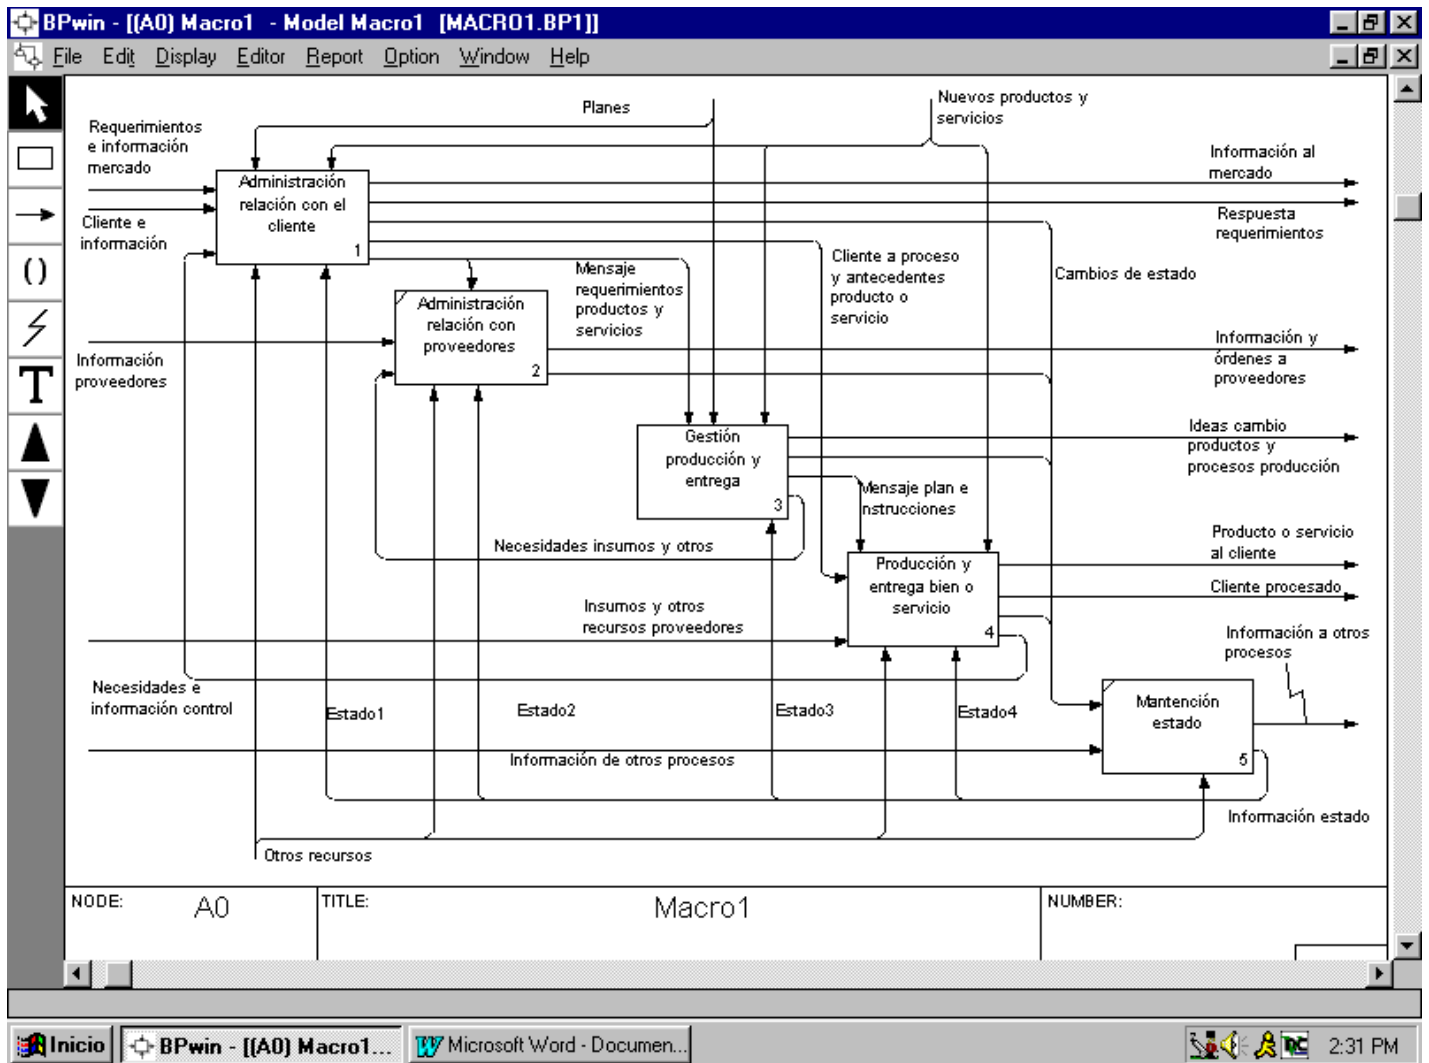 BPwin - [(A0) Macro1 - Model Macro1 [MACRO1.BP1]]
File Edit Display Editor Report Option Window Help
Planes
Nuevos productos y
servicios
Requerimientos
e información
mercado
Información al
mercado
Administración
relación con el
cliente
1
Cliente e
información
Respuesta
requerimientos
Mensaje
requerimientos
productos y
servicios
Cliente a proceso
y antecedentes
producto o
servicio
Cambios de estado
Administración
relación con
proveedores
2
Información
proveedores
Información y
órdenes a
proveedores
Gestión
producción y
entrega
3
Ideas cambio
productos y
procesos producción
Mensaje plan e
nstrucciones
Necesidades insumos y otros
Producto o servicio
al cliente
Producción y
entrega bien o
servicio
4
Cliente procesado
Insumos y otros
recursos proveedores
Información a otros
procesos
Necesidades e
información control
Estado1
Estado2
Estado3
Estado4
Mantención
estado
5
Información de otros procesos
Información estado
Otros recursos
NODE: A0
TITLE: Macro1
NUMBER:
T
Inicio
BPwin - [(A0) Macro1...
Microsoft Word - Documen...
2:31 PM